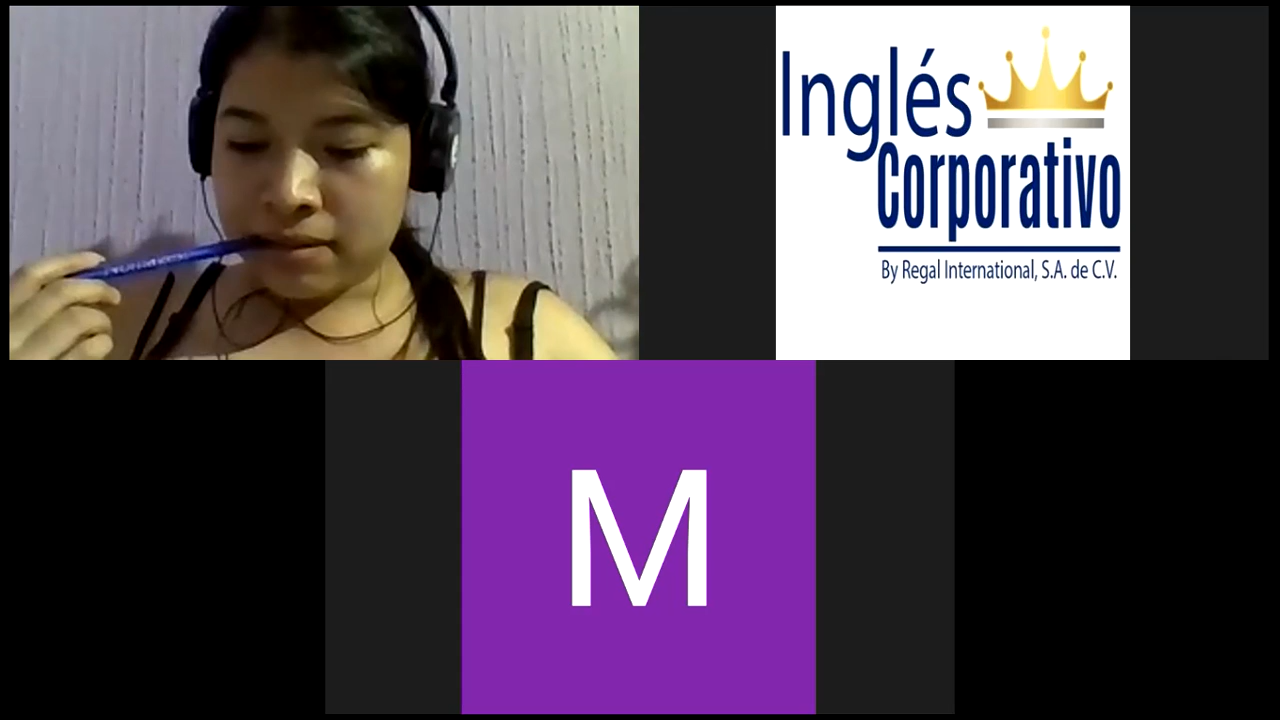 Inglés
Corporativo
By Regal International, S.A. de C.V.
M